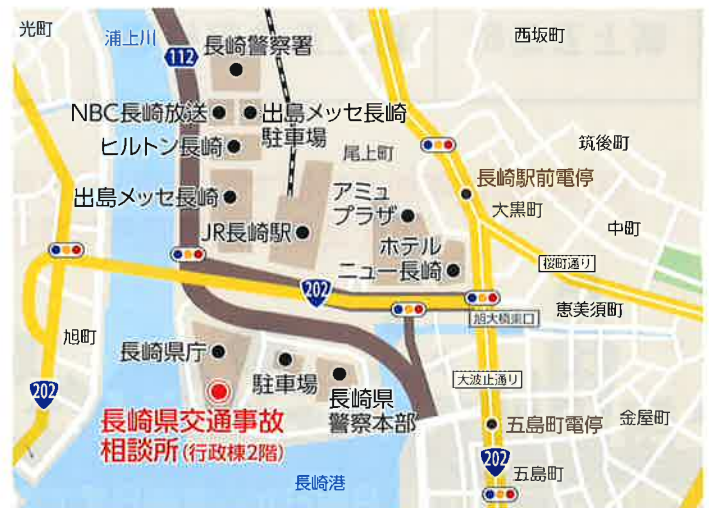 光町
浦上川
112
長崎警察署
西坂町
NBC長崎放送
出島メッセ長崎
駐車場
ヒルトン長崎
尾上町
筑後町
長崎駅前電停
出島メッセ長崎
アミュ
プラザ
大黒町
中町
JR長崎駅
ホテル
ニュー長崎
桜町通り
202
恵美須町
旭大橋東口
旭町
長崎県庁
駐車場
長崎県
警察本部
大波止通り
202
長崎県交通事故
相談所(行政棟2階)
五島町電停
金屋町
202
五島町
長崎港